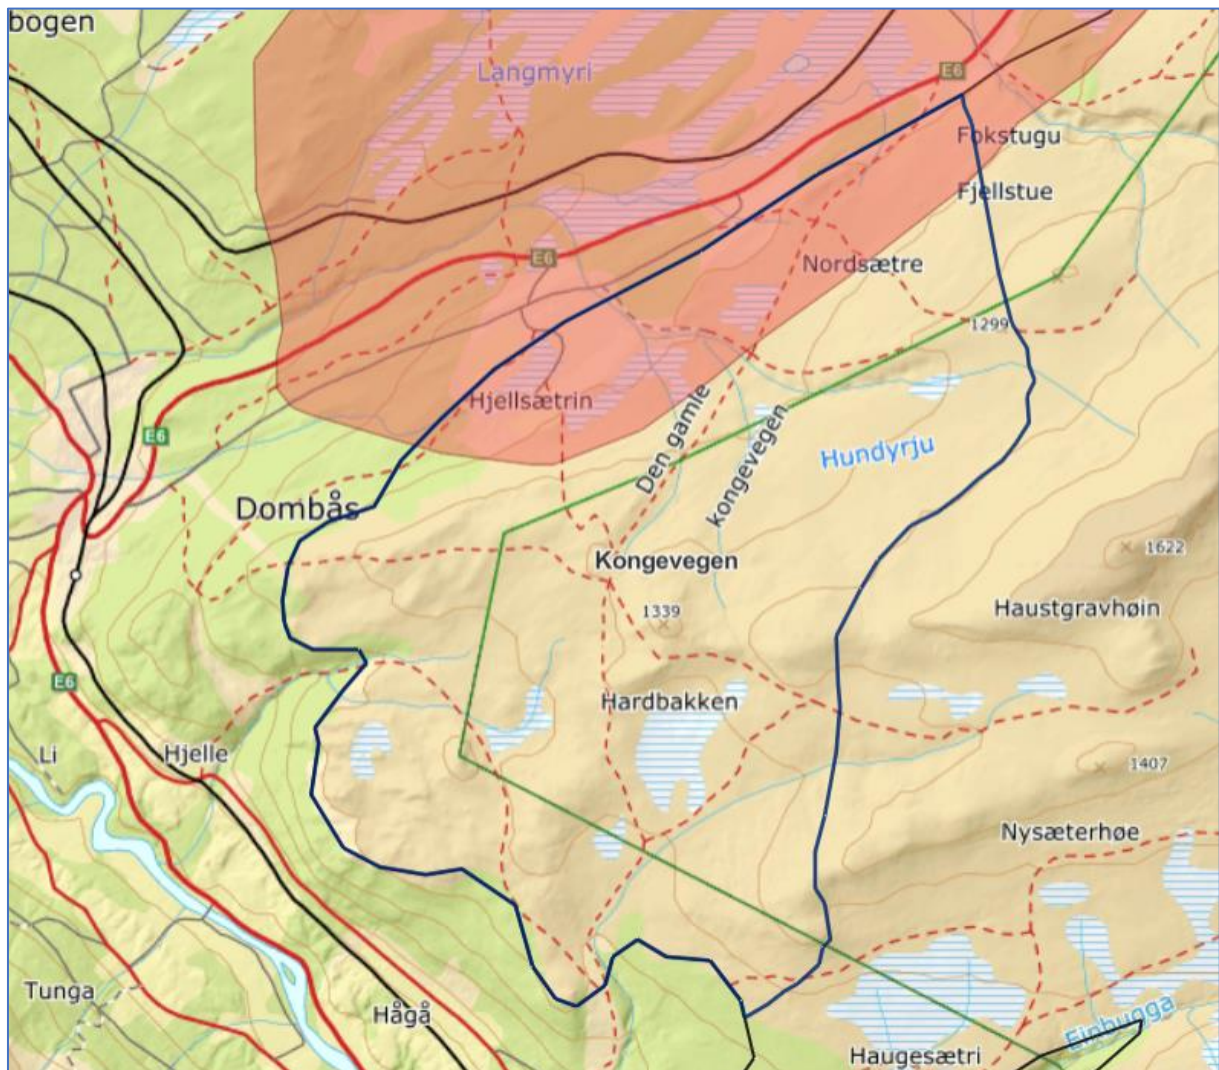 bogen
Langmyri
E6
Fokstugu
Fjellstue
E6
Nordsætre
1299
Hjellsætrin
Den gamle
kongevegen
E6
Hundyrju
Dombås
Kongevegen
1622
1339
Haustgravhøin
E6
Hardbakken
Li
Hjelle
1407
Nysæterhøe
Tunga
Hågå
Einbugga
Haugesætri